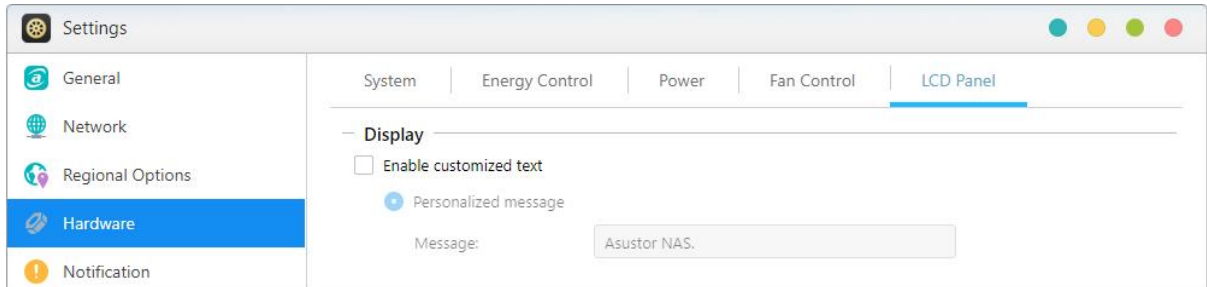 Settings
General
Network
Regional Options
Hardware
Notification
System Energy Control Power Fan Control LCD Panel
Display
Enable customized text
Personalized message
Message: Asustor NAS.